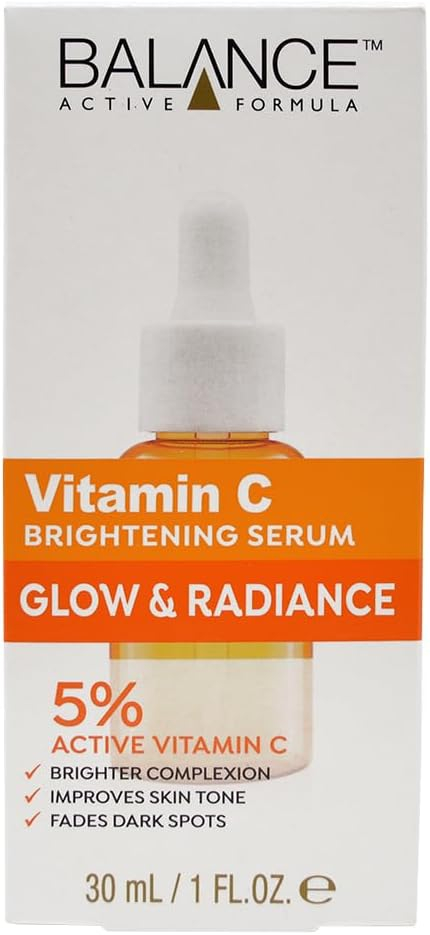 BALANCE™
ACTIVE FORMULA
Vitamin C
BRIGHTENING SERUM
GLOW & RADIANCE
5%
ACTIVE VITAMIN C
✓ BRIGHTER COMPLEXION
✓ IMPROVES SKIN TONE
✓ FADES DARK SPOTS
30 mL / 1 FL.OZ. ℮